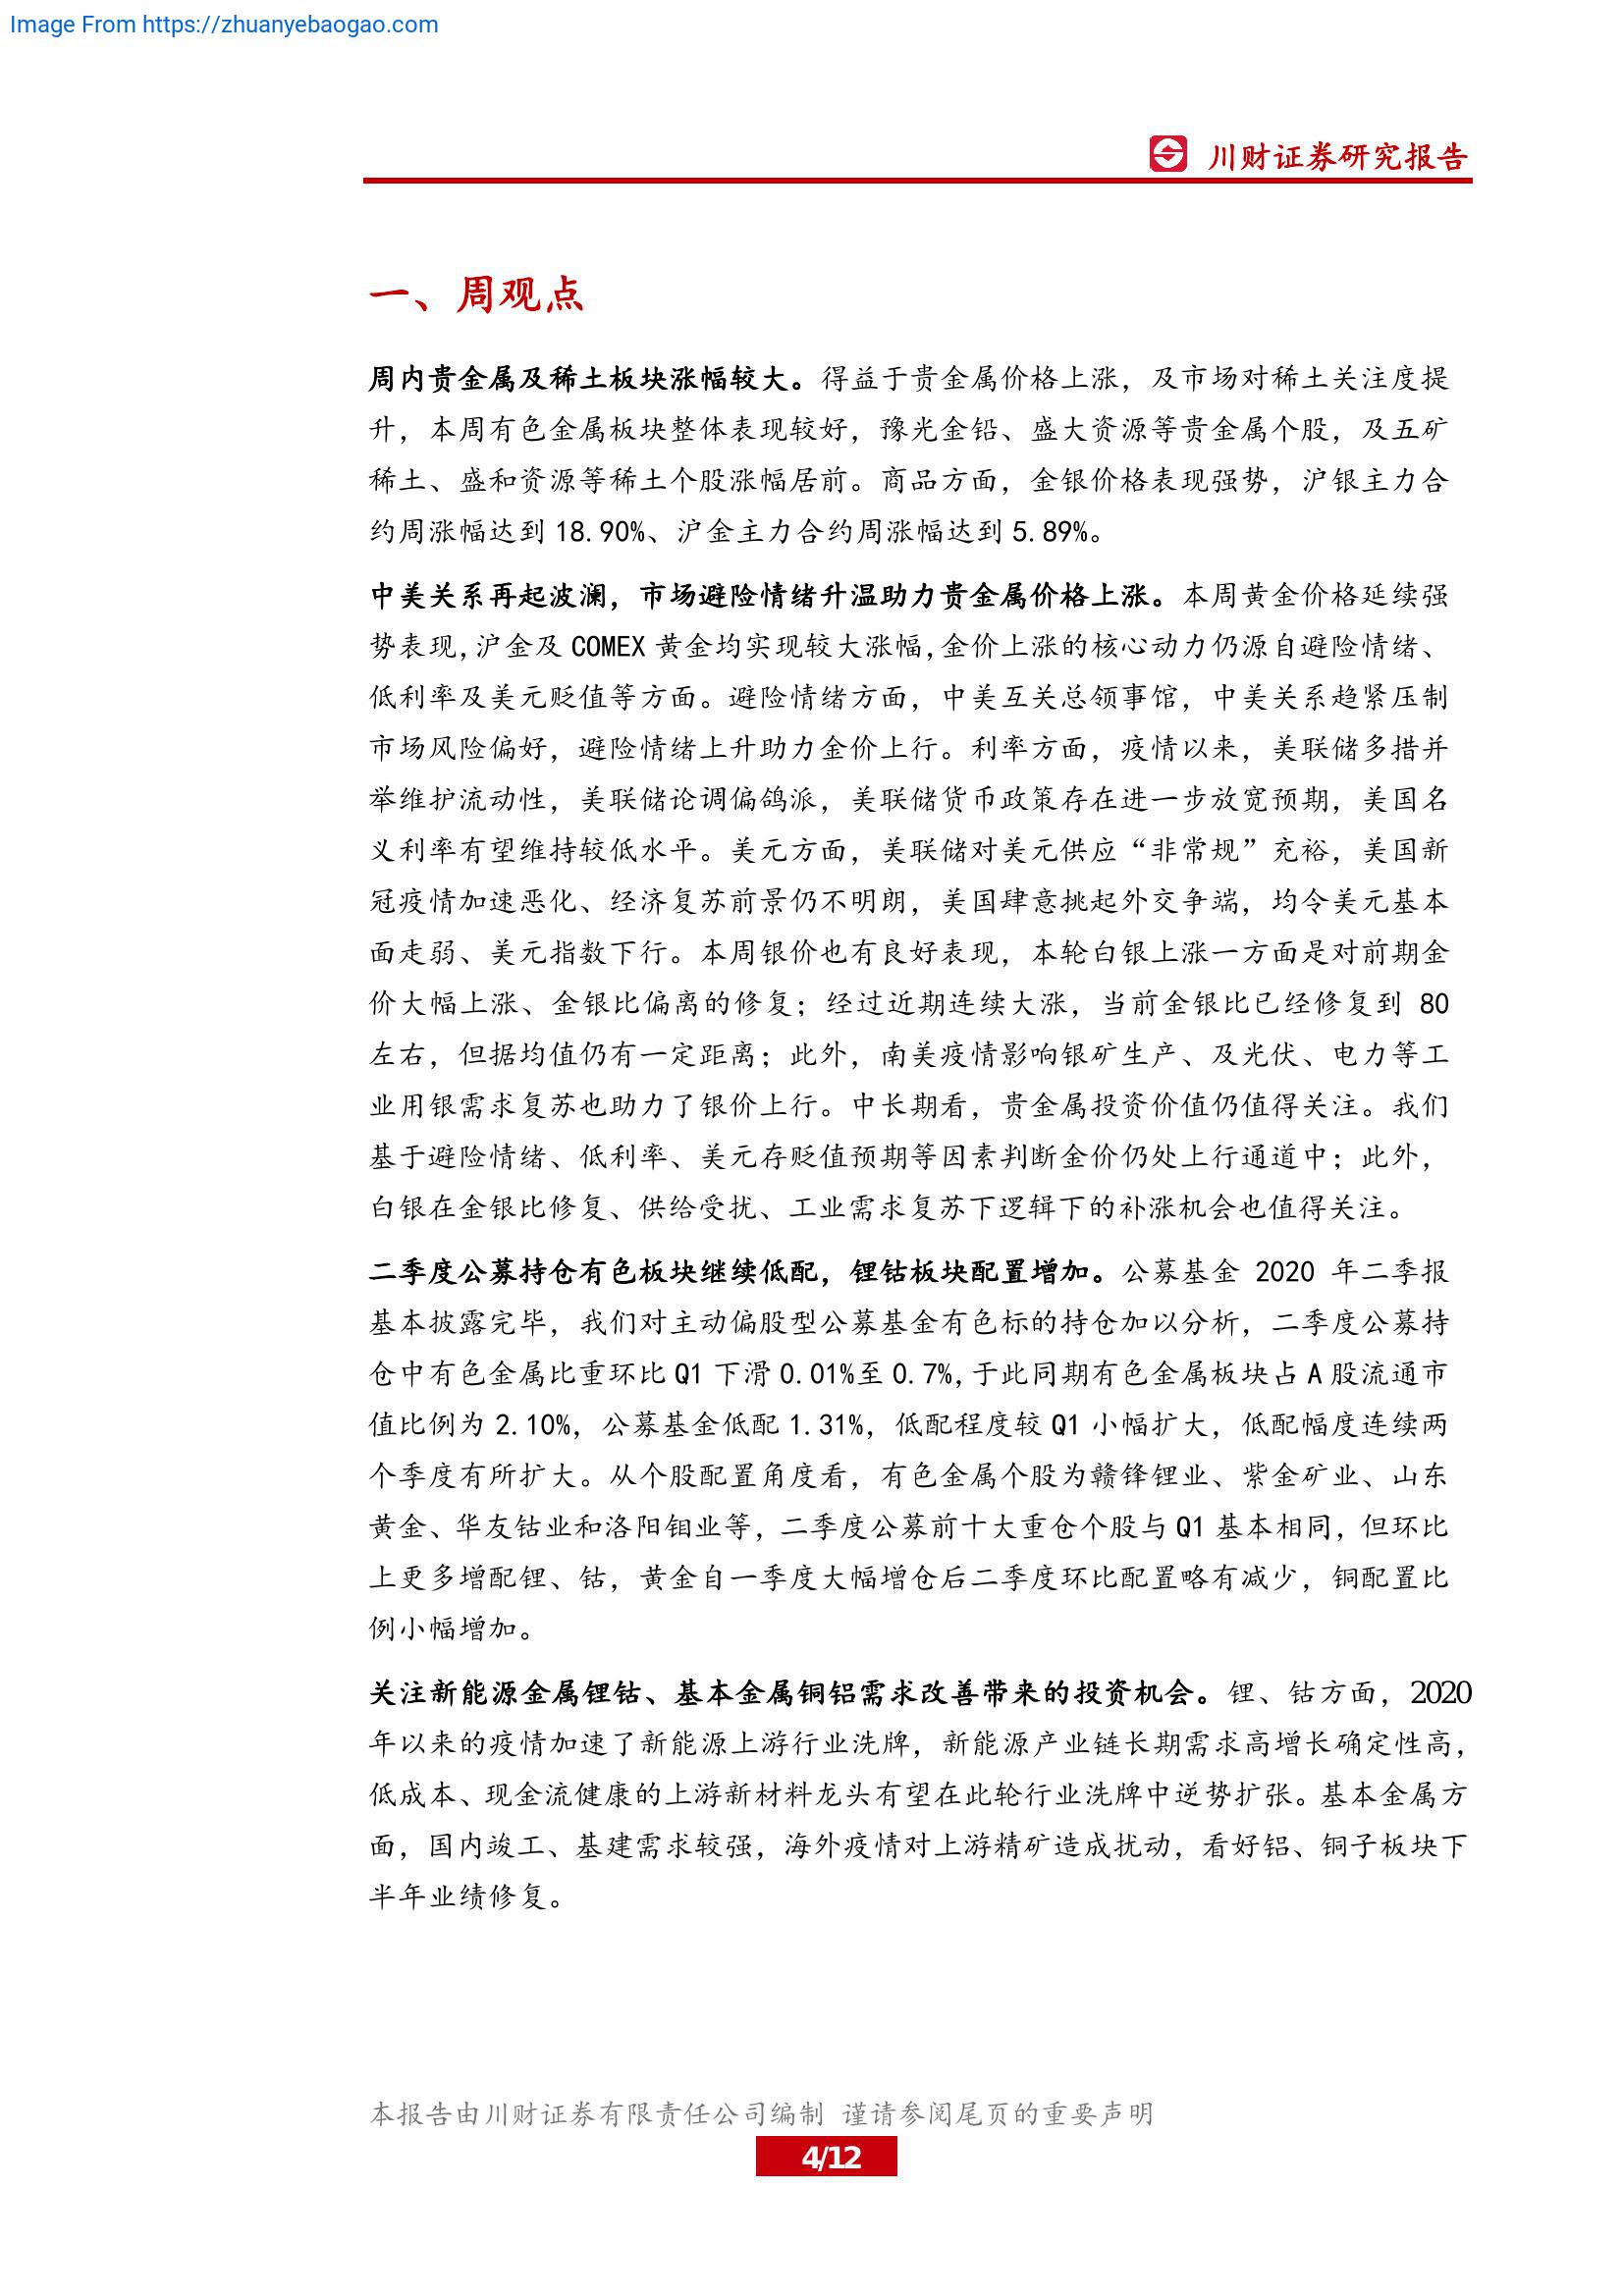 Image From https://zhuanyebaogao.com
川财证券研究报告
一、周观点
周内贵金属及稀土板块涨幅较大。得益于贵金属价格上涨，及市场对稀土关注度提
升，本周有色金属板块整体表现较好，豫光金铅、盛大资源等贵金属个股，及五矿
稀土、盛和资源等稀土个股涨幅居前。商品方面，金银价格表现强势，沪银主力合
约周涨幅达到 18.90%、沪金主力合约周涨幅达到 5.89%。
中美关系再起波澜，市场避险情绪升温助力贵金属价格上涨。本周黄金价格延续强
势表现,沪金及 COMEX 黄金均实现较大涨幅,金价上涨的核心动力仍源自避险情绪、
低利率及美元贬值等方面。避险情绪方面，中美互关总领事馆，中美关系趋紧压制
市场风险偏好，避险情绪上升助力金价上行。利率方面，疫情以来，美联储多措并
举维护流动性，美联储论调偏鸽派，美联储货币政策存在进一步放宽预期，美国名
义利率有望维持较低水平。美元方面，美联储对美元供应“非常规”充裕，美国新
冠疫情加速恶化、经济复苏前景仍不明朗，美国肆意挑起外交争端，均令美元基本
面走弱、美元指数下行。本周银价也有良好表现，本轮白银上涨一方面是对前期金
价大幅上涨、金银比偏离的修复；经过近期连续大涨，当前金银比已经修复到 80
左右，但据均值仍有一定距离；此外，南美疫情影响银矿生产、及光伏、电力等工
业用银需求复苏也助力了银价上行。中长期看，贵金属投资价值仍值得关注。我们
基于避险情绪、低利率、美元存贬值预期等因素判断金价仍处上行通道中；此外，
白银在金银比修复、供给受扰、工业需求复苏下逻辑下的补涨机会也值得关注。
二季度公募持仓有色板块继续低配，锂钴板块配置增加。公募基金 2020 年二季报
基本披露完毕，我们对主动偏股型公募基金有色标的持仓加以分析，二季度公募持
仓中有色金属比重环比 Q1 下滑 0.01%至 0.7%,于此同期有色金属板块占 A 股流通市
值比例为 2.10%，公募基金低配 1.31%，低配程度较 Q1 小幅扩大，低配幅度连续两
个季度有所扩大。从个股配置角度看，有色金属个股为赣锋锂业、紫金矿业、山东
黄金、华友钴业和洛阳钼业等，二季度公募前十大重仓个股与 Q1 基本相同，但环比
上更多增配锂、钴，黄金自一季度大幅增仓后二季度环比配置略有减少，铜配置比
例小幅增加。
关注新能源金属锂钴、基本金属铜铝需求改善带来的投资机会。锂、钴方面，2020
年以来的疫情加速了新能源上游行业洗牌，新能源产业链长期需求高增长确定性高，
低成本、现金流健康的上游新材料龙头有望在此轮行业洗牌中逆势扩张。基本金属方
面，国内竣工、基建需求较强，海外疫情对上游精矿造成扰动，看好铝、铜子板块下
半年业绩修复。
本报告由川财证券有限责任公司编制 谨请参阅尾页的重要声明
4/12